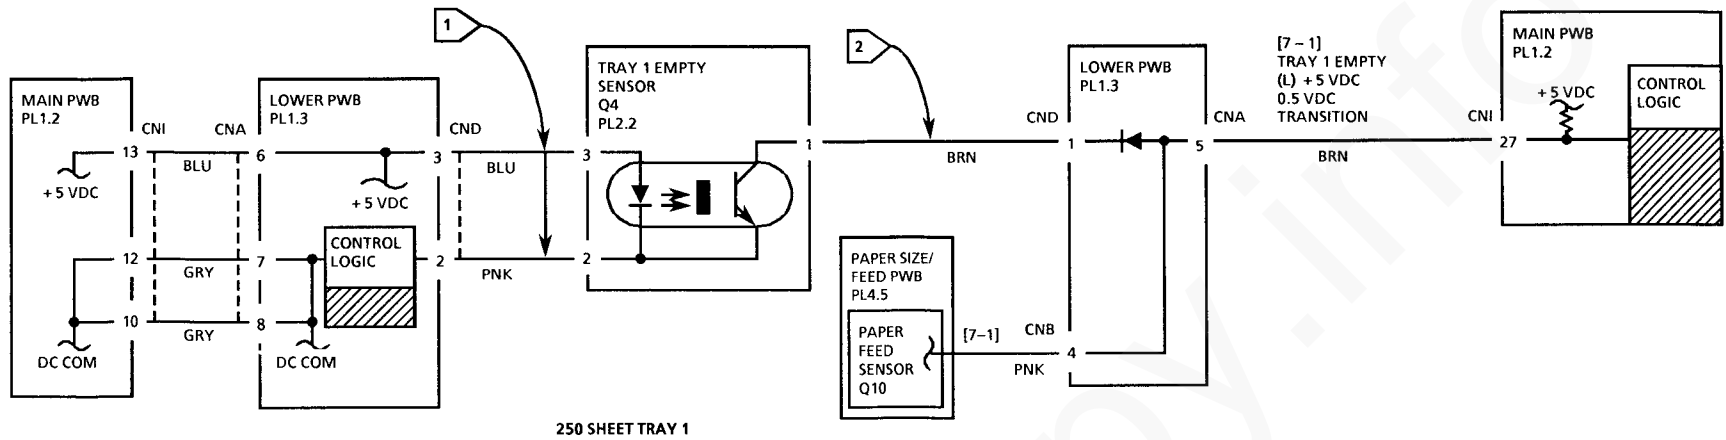 1
2
MAIN PWB
PL1.2
CNI
13
+ 5 VDC
12
10
DC COM
BLU
GRY
GRY
CNA
LOWER PWB
PL1.3
6
+ 5 VDC
CONTROL
LOGIC
7
8
DC COM
CND
3
2
BLU
PNK
TRAY 1 EMPTY
SENSOR
Q4
PL2.2
3
2
1
BRN
PAPER SIZE/
FEED PWB
PL4.5
PAPER
FEED
SENSOR
Q10
[7–1]
PNK
CNB
4
LOWER PWB
PL1.3
CND
1
5
CNA
[7 – 1]
TRAY 1 EMPTY
(L) + 5 VDC
0.5 VDC
TRANSITION
BRN
CNI
27
MAIN PWB
PL1.2
+ 5 VDC
CONTROL
LOGIC
250 SHEET TRAY 1
py.info